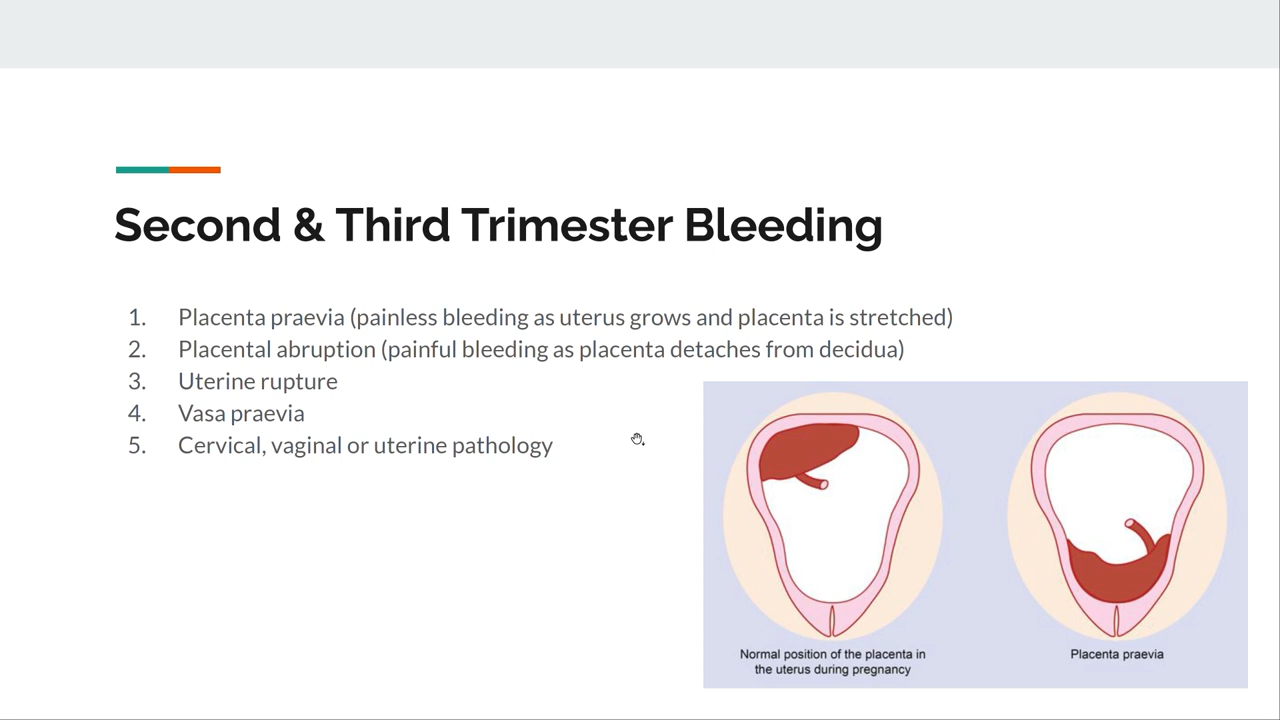 Second & Third Trimester Bleeding
1. Placenta praevia (painless bleeding as uterus grows and placenta is stretched)
2. Placental abruption (painful bleeding as placenta detaches from decidua)
3. Uterine rupture
4. Vasa praevia
5. Cervical, vaginal or uterine pathology
Normal position of the placenta in
the uterus during pregnancy
Placenta praevia